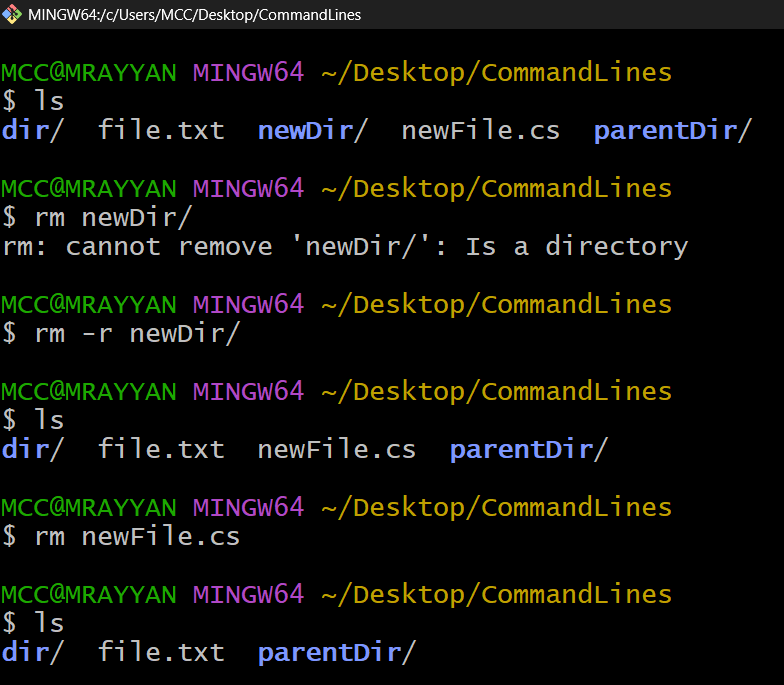 MINGW64:/c/Users/MCC/Desktop/CommandLines
MCC@MRAYYAN MINGW64 ~/Desktop/CommandLines
$ ls
dir/  file.txt  newDir/  newFile.cs  parentDir/
MCC@MRAYYAN MINGW64 ~/Desktop/CommandLines
$ rm newDir/
rm: cannot remove 'newDir/': Is a directory
MCC@MRAYYAN MINGW64 ~/Desktop/CommandLines
$ rm -r newDir/
MCC@MRAYYAN MINGW64 ~/Desktop/CommandLines
$ ls
dir/  file.txt  newFile.cs  parentDir/
MCC@MRAYYAN MINGW64 ~/Desktop/CommandLines
$ rm newFile.cs
MCC@MRAYYAN MINGW64 ~/Desktop/CommandLines
$ ls
dir/  file.txt  parentDir/